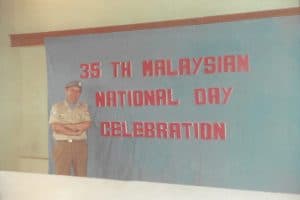 35 TH MALAYSIAN
NATIONAL DAY
CELEBRATION